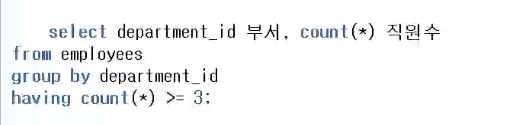 select department_id 부서, count(*) 직원수
from employees
group by department_id
having count(*) >= 3;